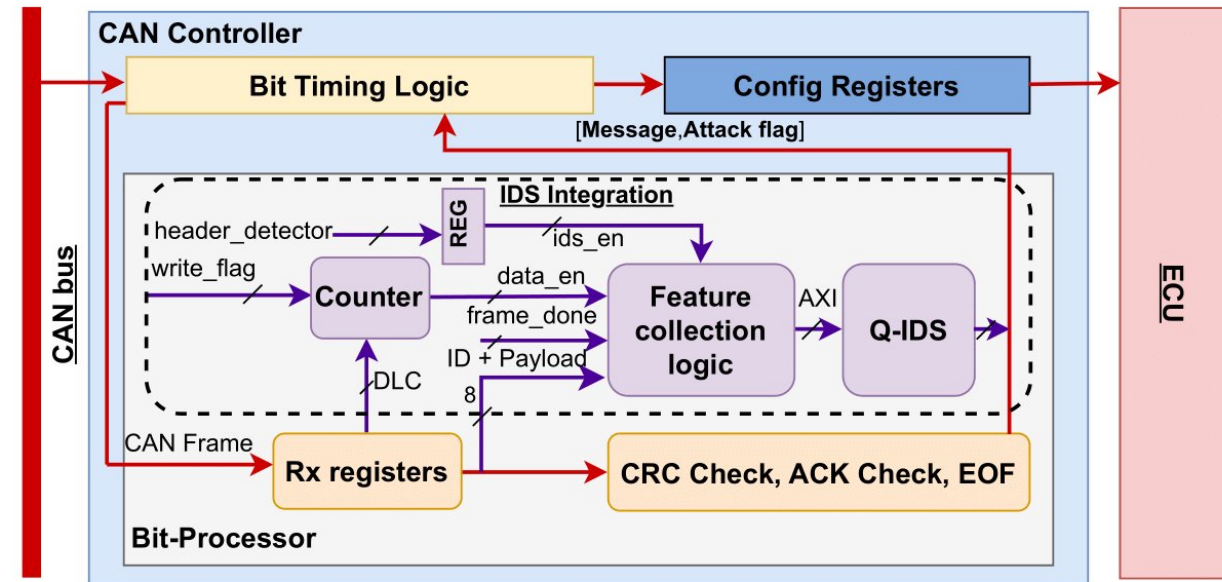 CAN Controller
Bit Timing Logic
Config Registers
[Message,Attack flag]
IDS Integration
header_detector
REG
ids_en
write_flag
Counter
data_en
frame_done
ID + Payload
8
DLC
Feature
collection
logic
AXI
Q-IDS
CAN bus
ECU
CAN Frame
Rx registers
CRC Check, ACK Check, EOF
Bit-Processor